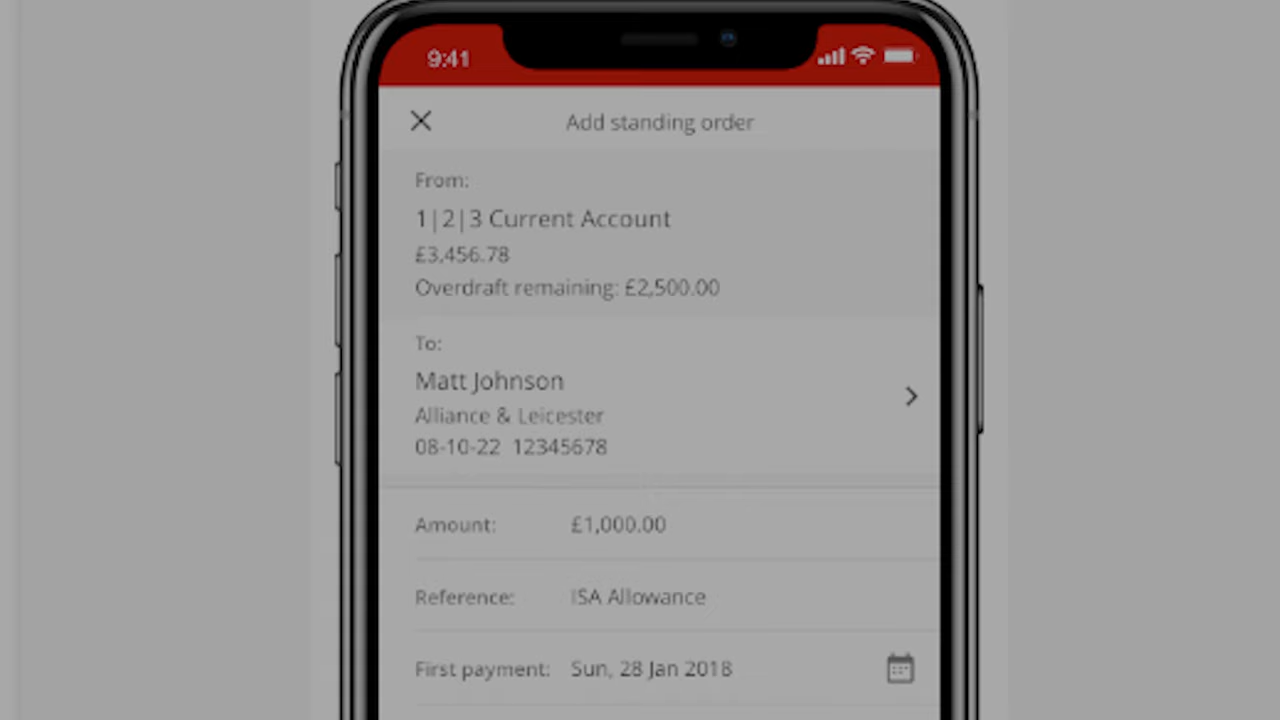 9:41
Add standing order
From:
1|2|3 Current Account
£3,456.78
Overdraft remaining: £2,500.00
To:
Matt Johnson
Alliance & Leicester
08-10-22 12345678
Amount: £1,000.00
Reference: ISA Allowance
First payment: Sun, 28 Jan 2018